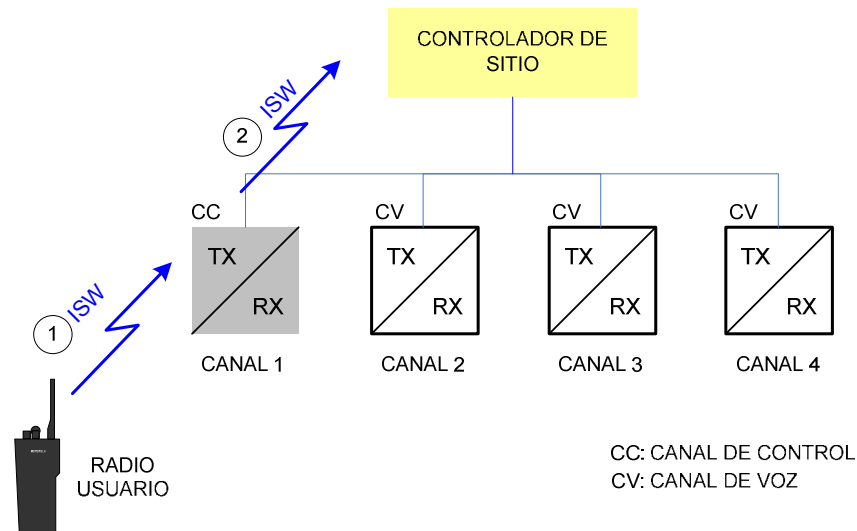 CONTROLADOR DE
SITIO
ISW
2
CC
CV
CV
CV
TX
RX
TX
RX
TX
RX
TX
RX
ISW
1
CANAL 1
CANAL 2
CANAL 3
CANAL 4
RADIO
USUARIO
CC: CANAL DE CONTROL
CV: CANAL DE VOZ